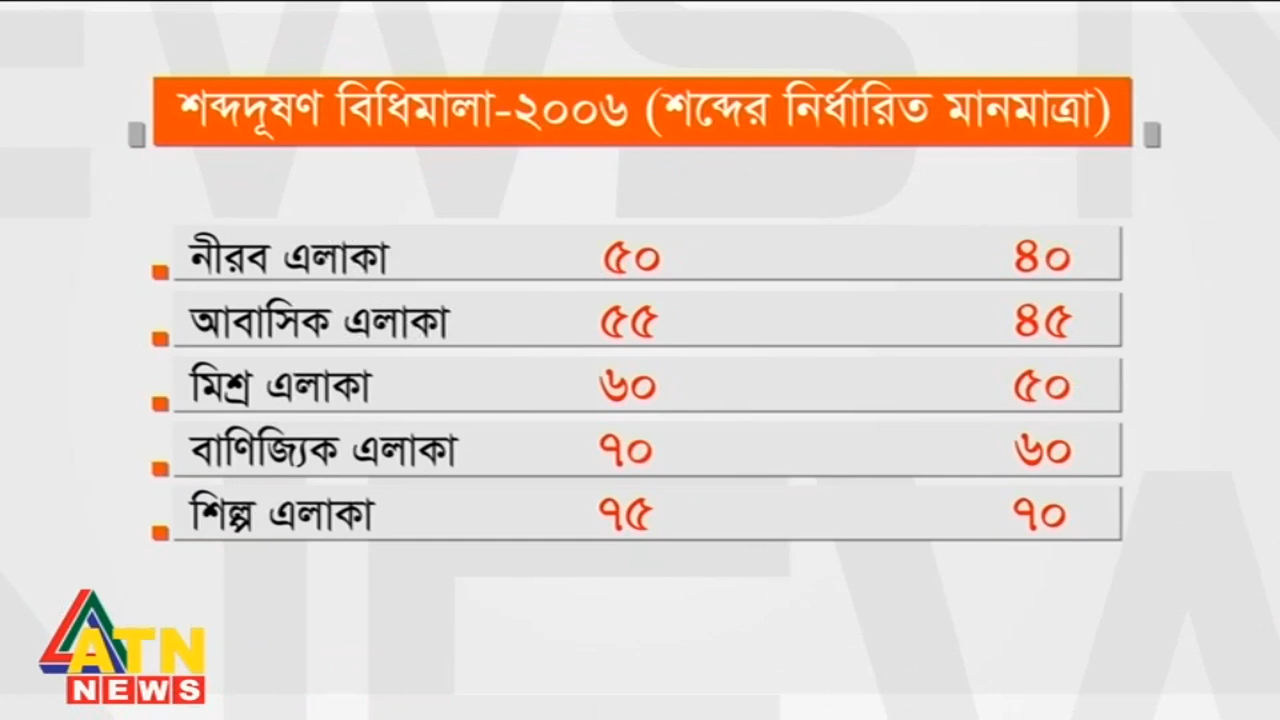 শব্দদূষণ বিধিমালা-২০০৬ (শব্দের নির্ধারিত মানমাত্রা)
নীরব এলাকা ৫০ ৪০
আবাসিক এলাকা ৫৫ ৪৫
মিশ্র এলাকা ৬০ ৫০
বাণিজ্যিক এলাকা ৭০ ৬০
শিল্প এলাকা ৭৫ ৭০
ATN
NEWS